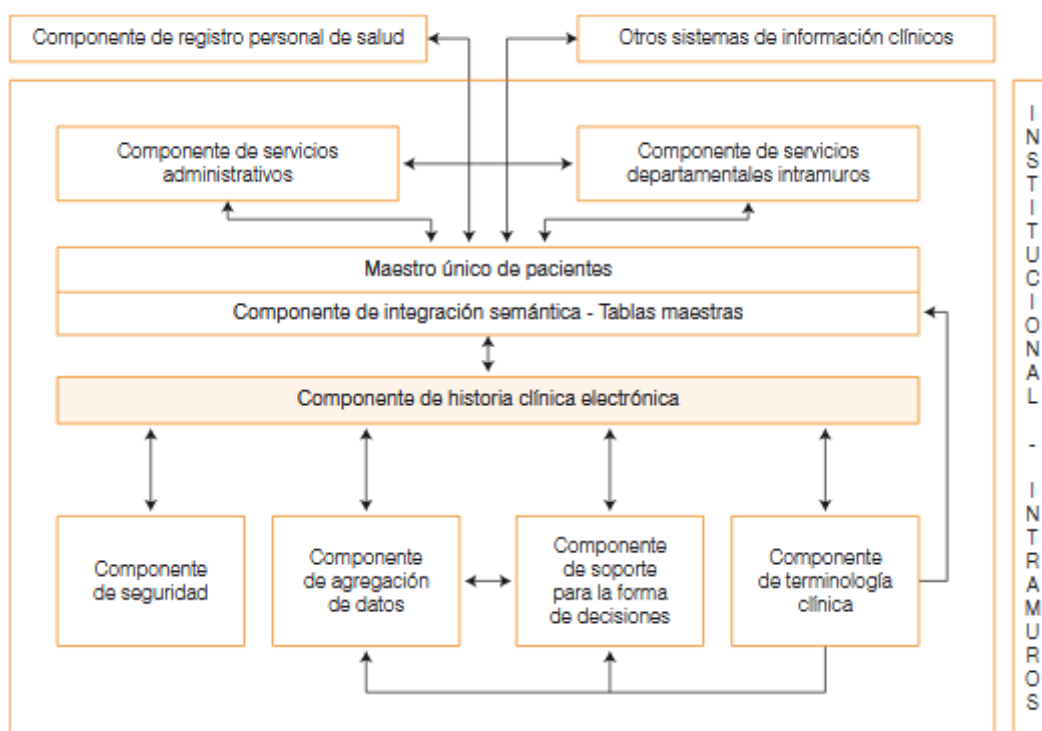 Componente de registro personal de salud
Otros sistemas de información clínicos
Componente de servicios
administrativos
Componente de servicios
departamentales intramuros
Maestro único de pacientes
Componente de integración semántica - Tablas maestras
Componente de historia clínica electrónica
Componente
de seguridad
Componente
de agregación
de datos
Componente
de soporte
para la forma
de decisiones
Componente
de terminología
clínica
INSTITUCIONAL - INTRAMUROS